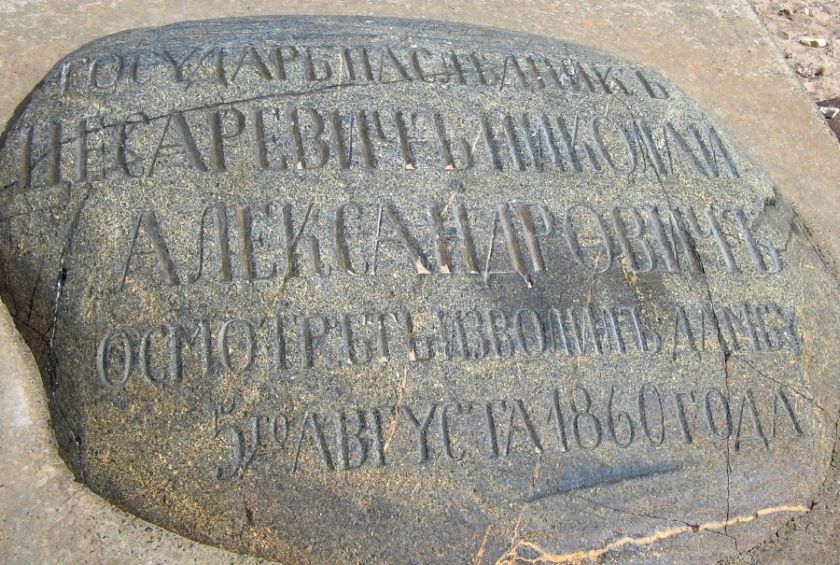 ГОСУДАРЬ НАСЛѢДНИКЪ
ЦЕСАРЕВИЧЪ НИКОЛАЙ
АЛЕКСАНДРОВИЧЪ
ОСМОТРѢТЬ ИЗВОЛИЛЪ ДАМБУ
5ГО АВГУСТА 1860 ГОДА